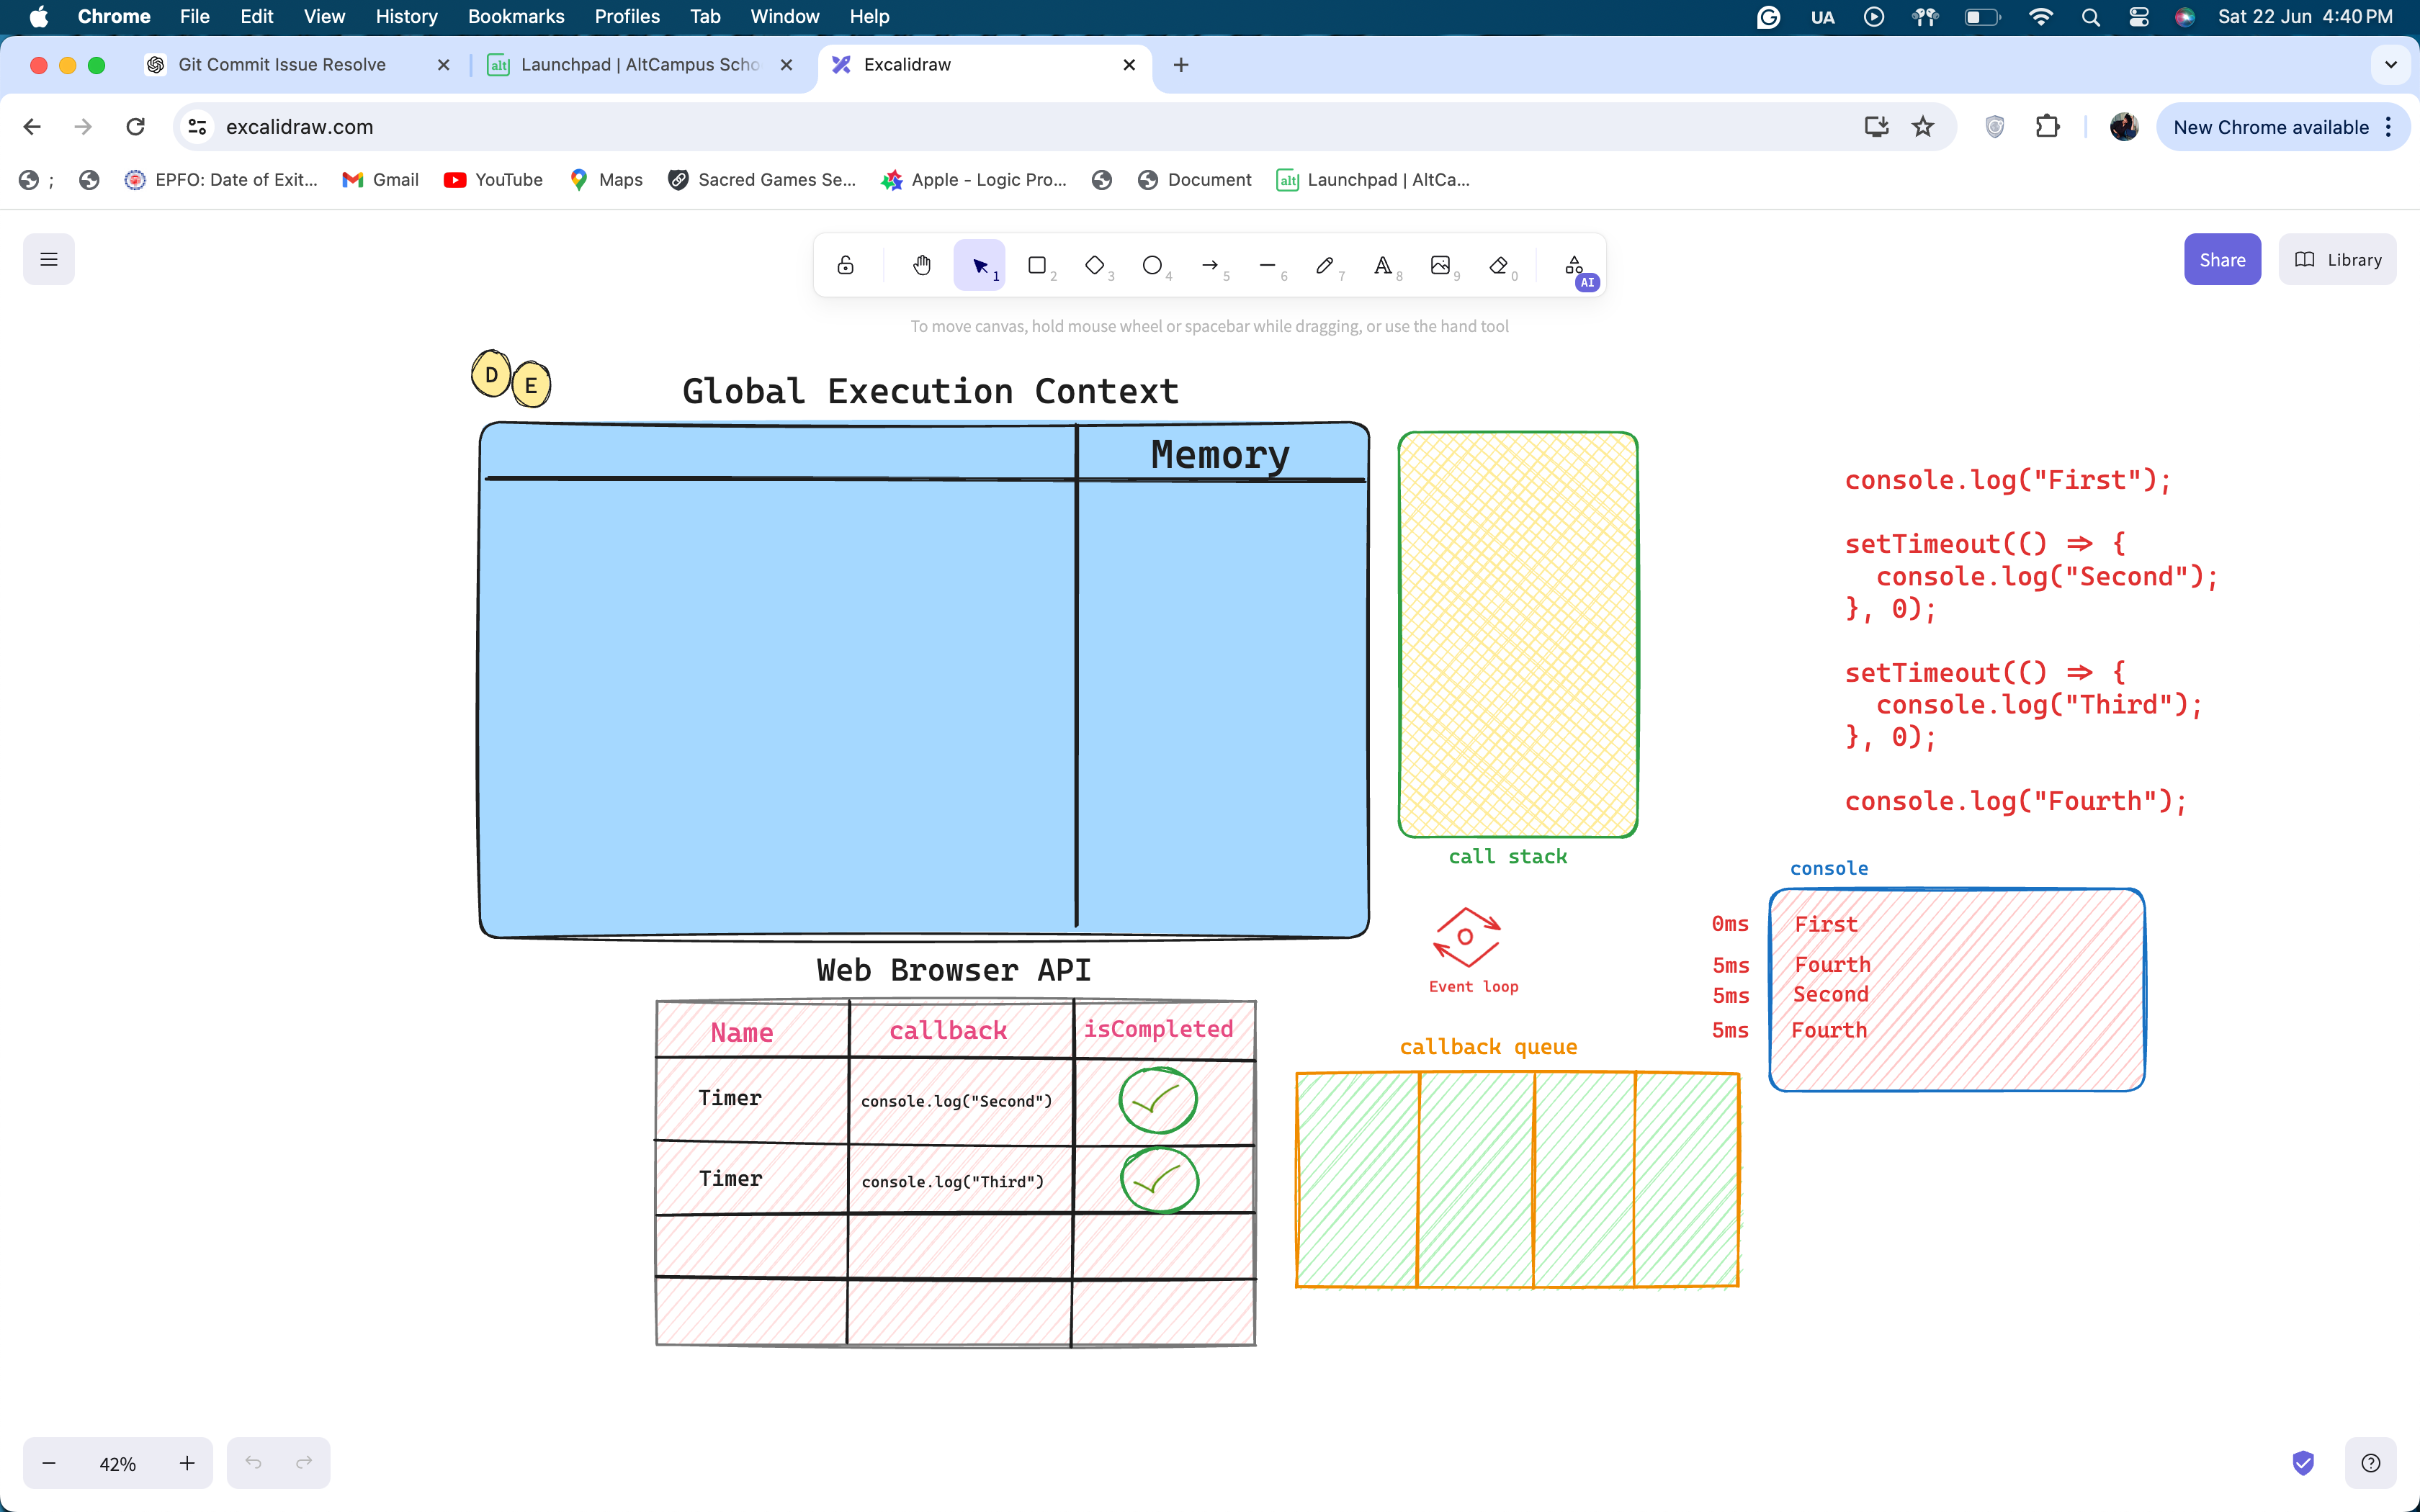 Chrome File Edit View History Bookmarks Profiles Tab Window Help UA Sat 22 Jun 4:40 PM
Git Commit Issue Resolve alt Launchpad | AltCampus Scho Excalidraw
excalidraw.com New Chrome available
; EPFO: Date of Exit... Gmail YouTube Maps Sacred Games Se... Apple - Logic Pro... Document alt Launchpad | AltCa...
1 2 3 4 5 6 7 8 9 0 AI
Share Library
To move canvas, hold mouse wheel or spacebar while dragging, or use the hand tool
D E
Global Execution Context
Memory
call stack
console.log("First");
setTimeout(() => {
console.log("Second");
}, 0);
setTimeout(() => {
console.log("Third");
}, 0);
console.log("Fourth");
console
0ms First
5ms Fourth
5ms Second
5ms Fourth
Event loop
Web Browser API
Name callback isCompleted
Timer console.log("Second")
Timer console.log("Third")
callback queue
42%